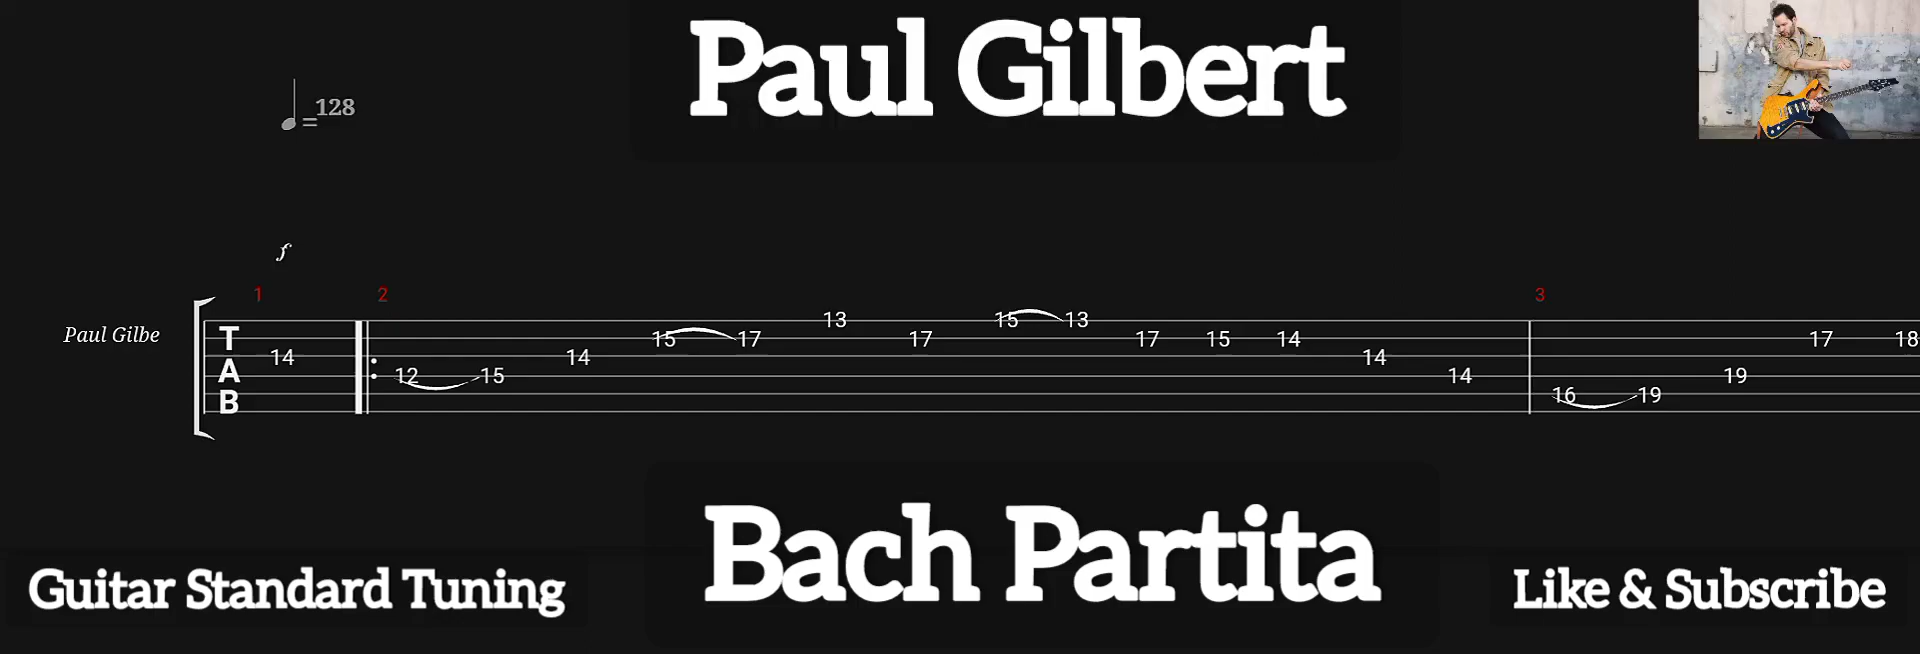 Paul Gilbert
=128
f
1 2 3
Paul Gilbe
T
A
B
13 15 13
15 17 17 17 15 14 17 18
14 14 14
12 15 14 19
16 19
Bach Partita
Guitar Standard Tuning
Like & Subscribe